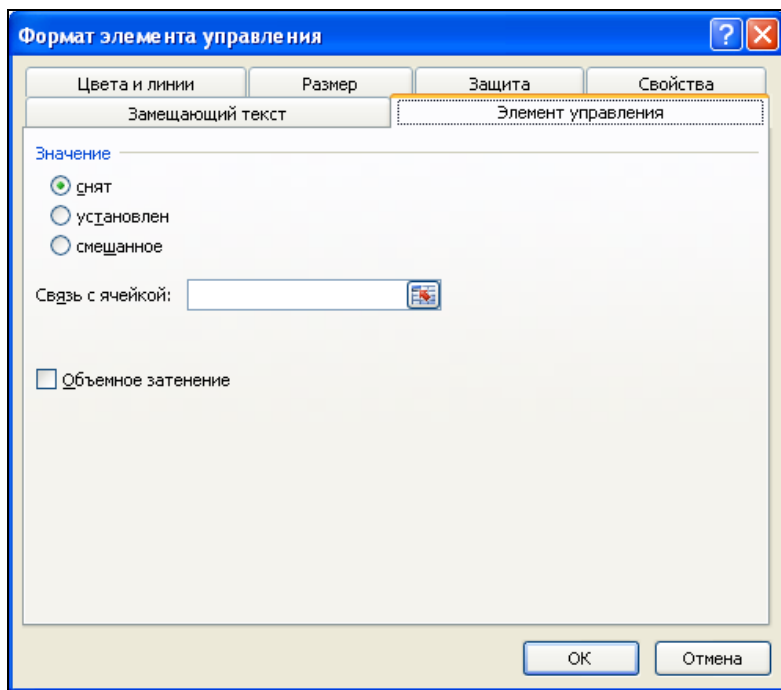 Формат элемента управления
Цвета и линии Размер Защита Свойства
Замещающий текст Элемент управления
Значение
снят
установлен
смешанное
Связь с ячейкой:
Объемное затенение
ОК Отмена